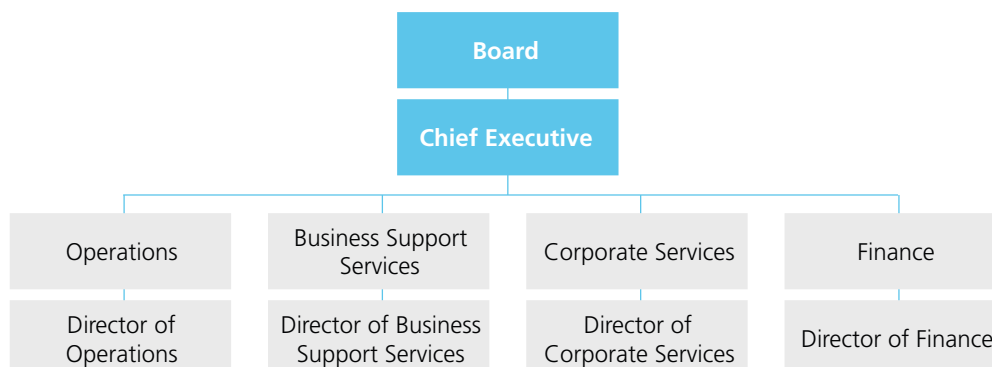 Board
Chief Executive
Operations
Business Support
Services
Corporate Services
Finance
Director of
Operations
Director of Business
Support Services
Director of
Corporate Services
Director of Finance